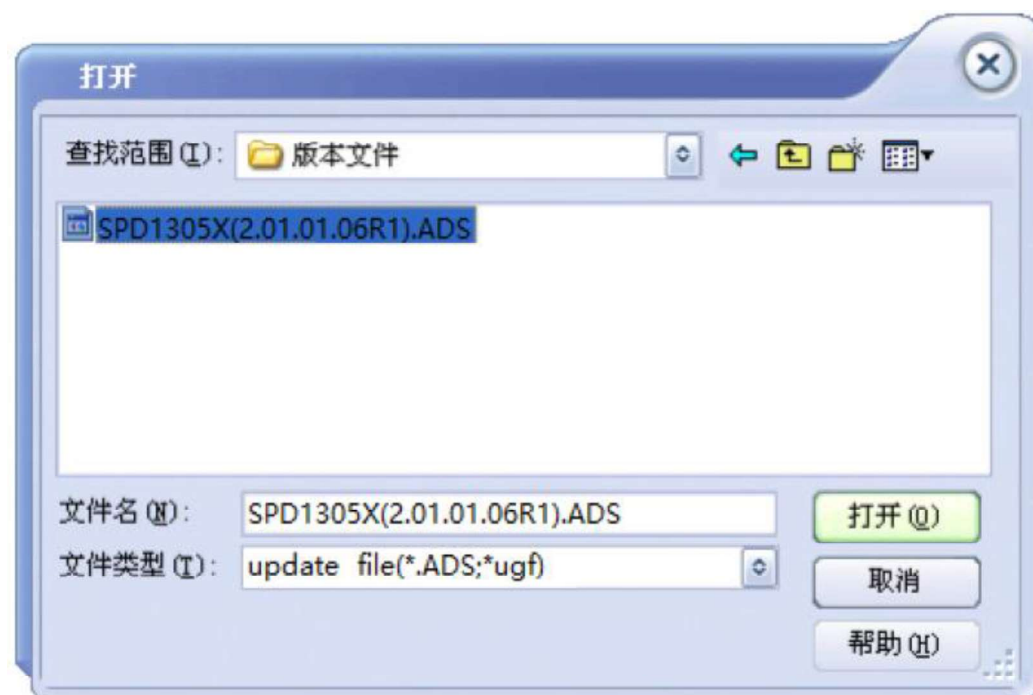 打开
查找范围(I): 版本文件
SPD1305X(2.01.01.06R1).ADS
文件名(N): SPD1305X(2.01.01.06R1).ADS 打开(O)
文件类型(T): update file(*.ADS;*ugf) 取消
帮助(H)